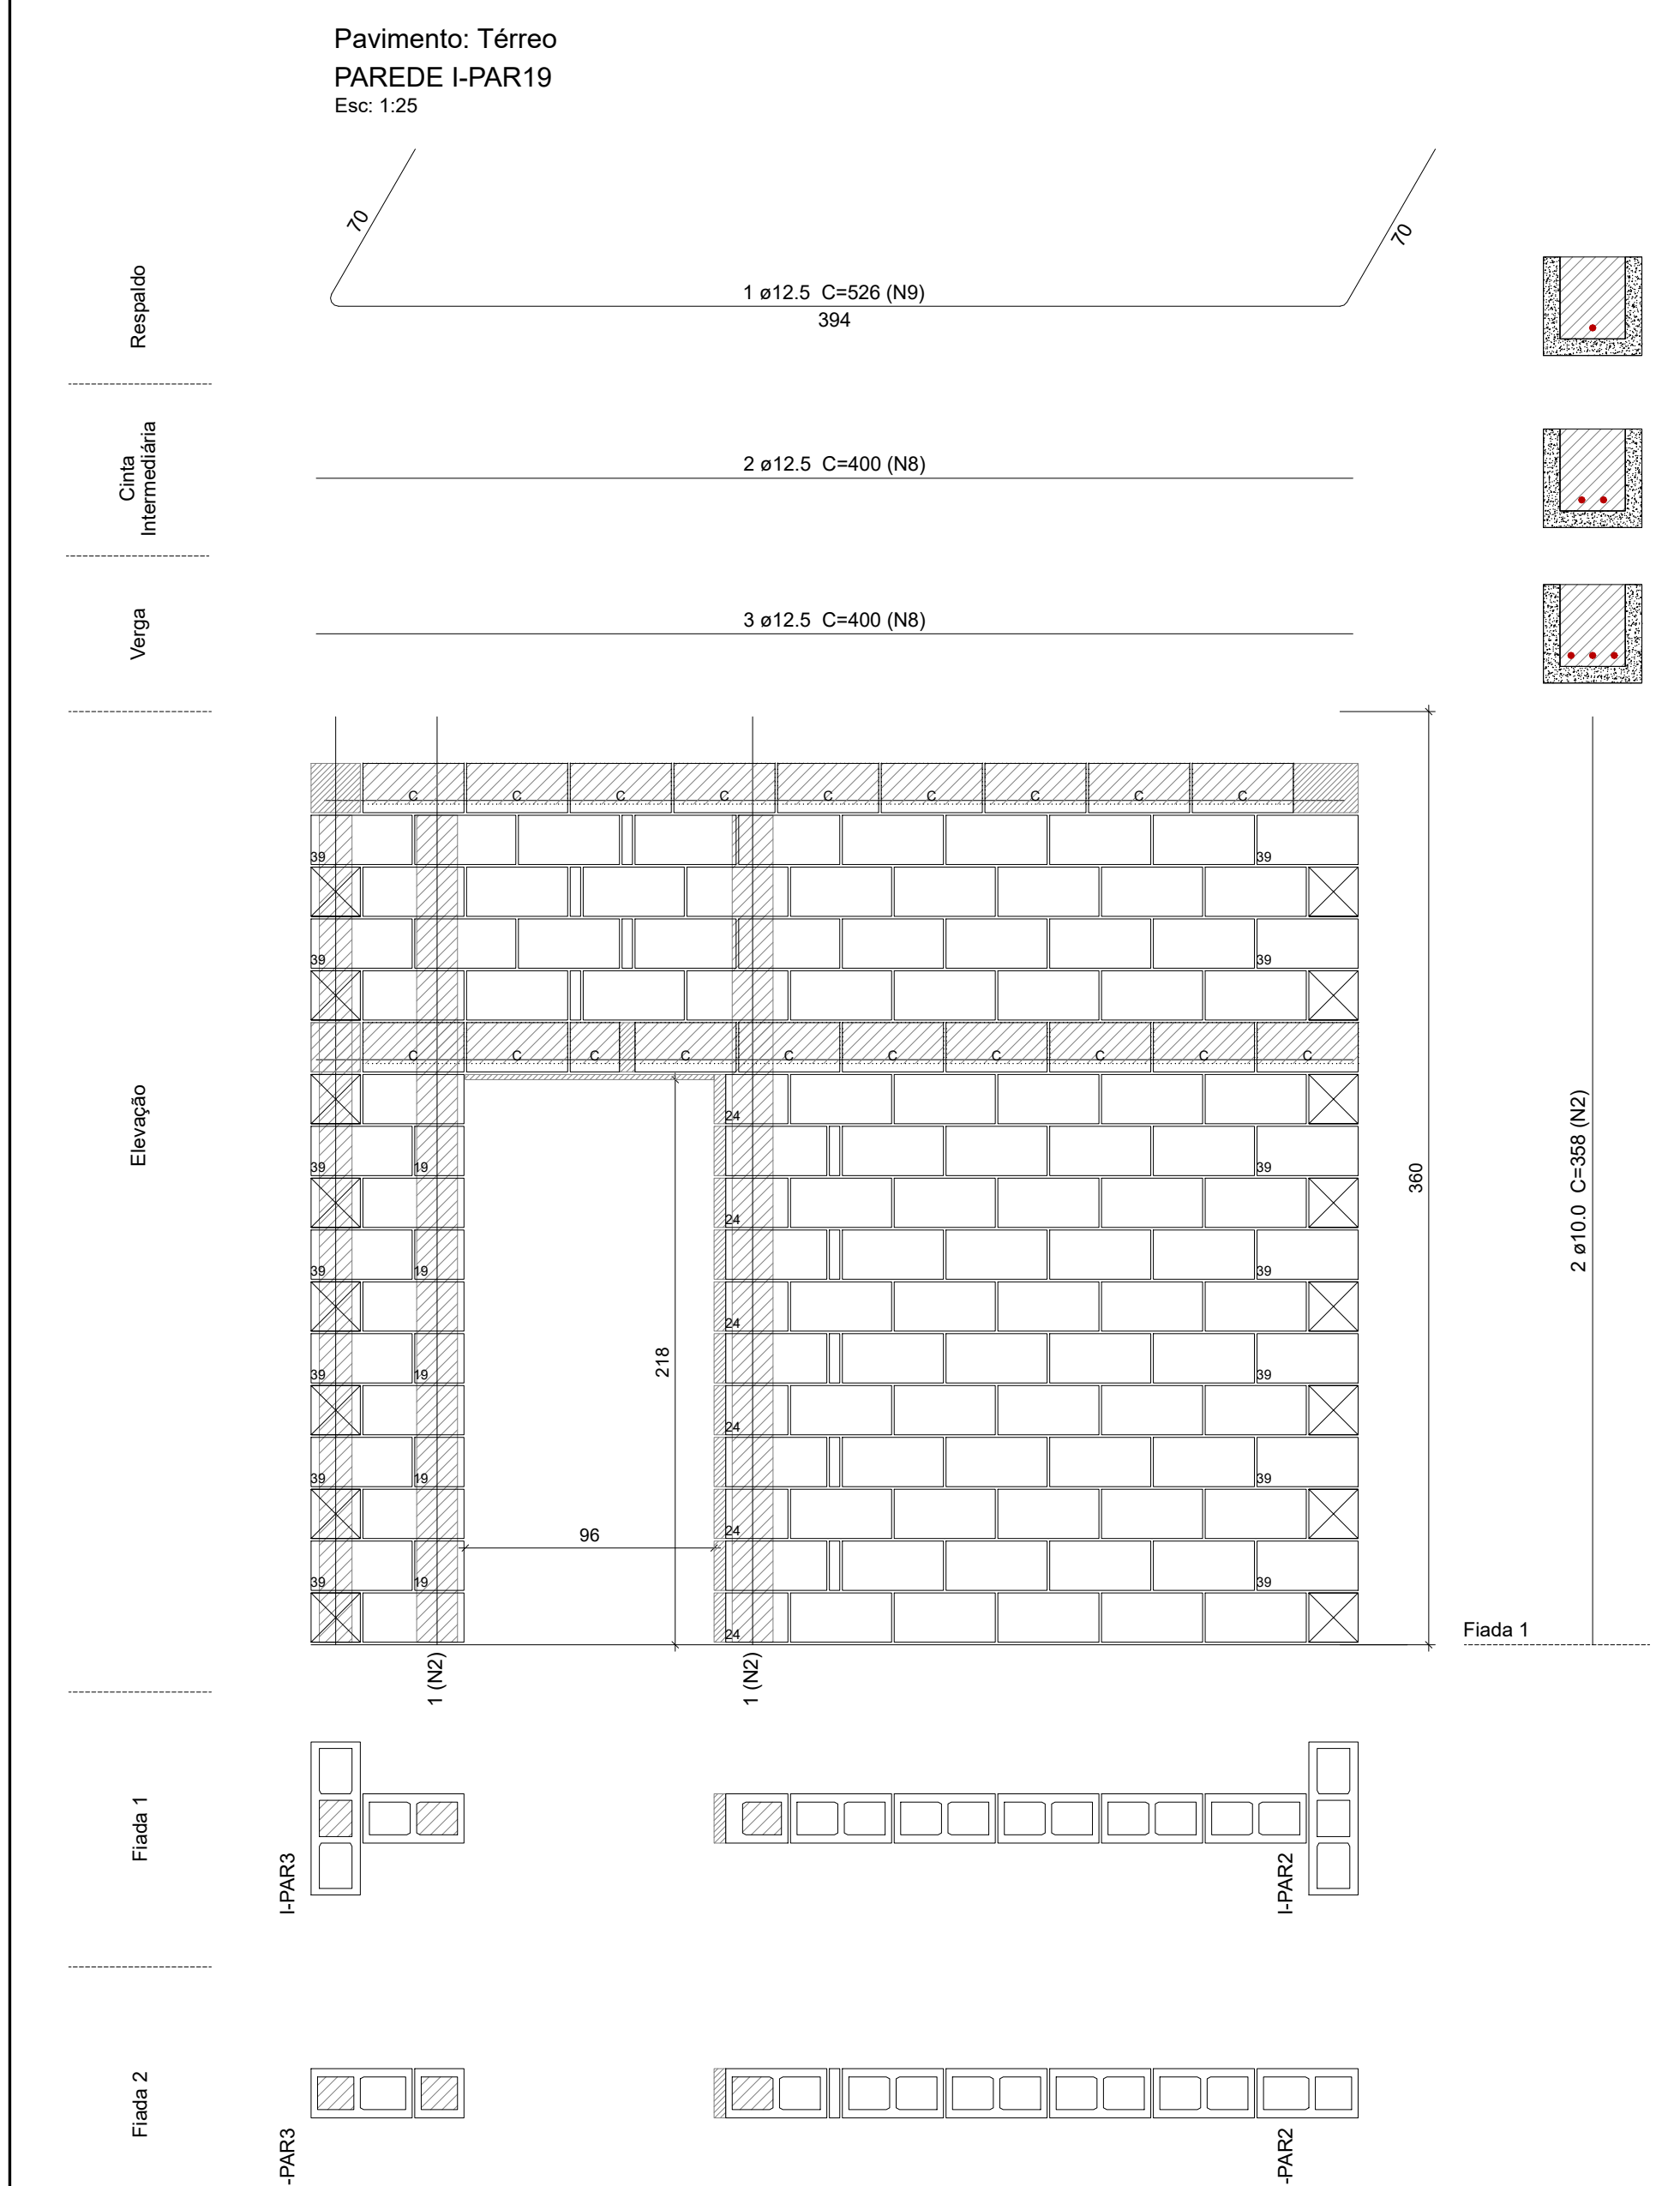 Pavimento: Térreo
PAREDE I-PAR19
Esc: 1:25
70
70
Respaldo
1 ø12.5  C=526 (N9)
394
Cinta
Intermediária
2 ø12.5  C=400 (N8)
Verga
3 ø12.5  C=400 (N8)
C C C C C C C C C
39 39
39 39
C C C C C C C C C C
24
Elevação
39 19 39
24
39 19 39
24
39 19 39
24
39 19 39
24
39 19 39
24
218
96
360
2 ø10.0  C=358 (N2)
Fiada 1
1 (N2)
1 (N2)
Fiada 1
I-PAR3
I-PAR2
Fiada 2
-PAR3
-PAR2